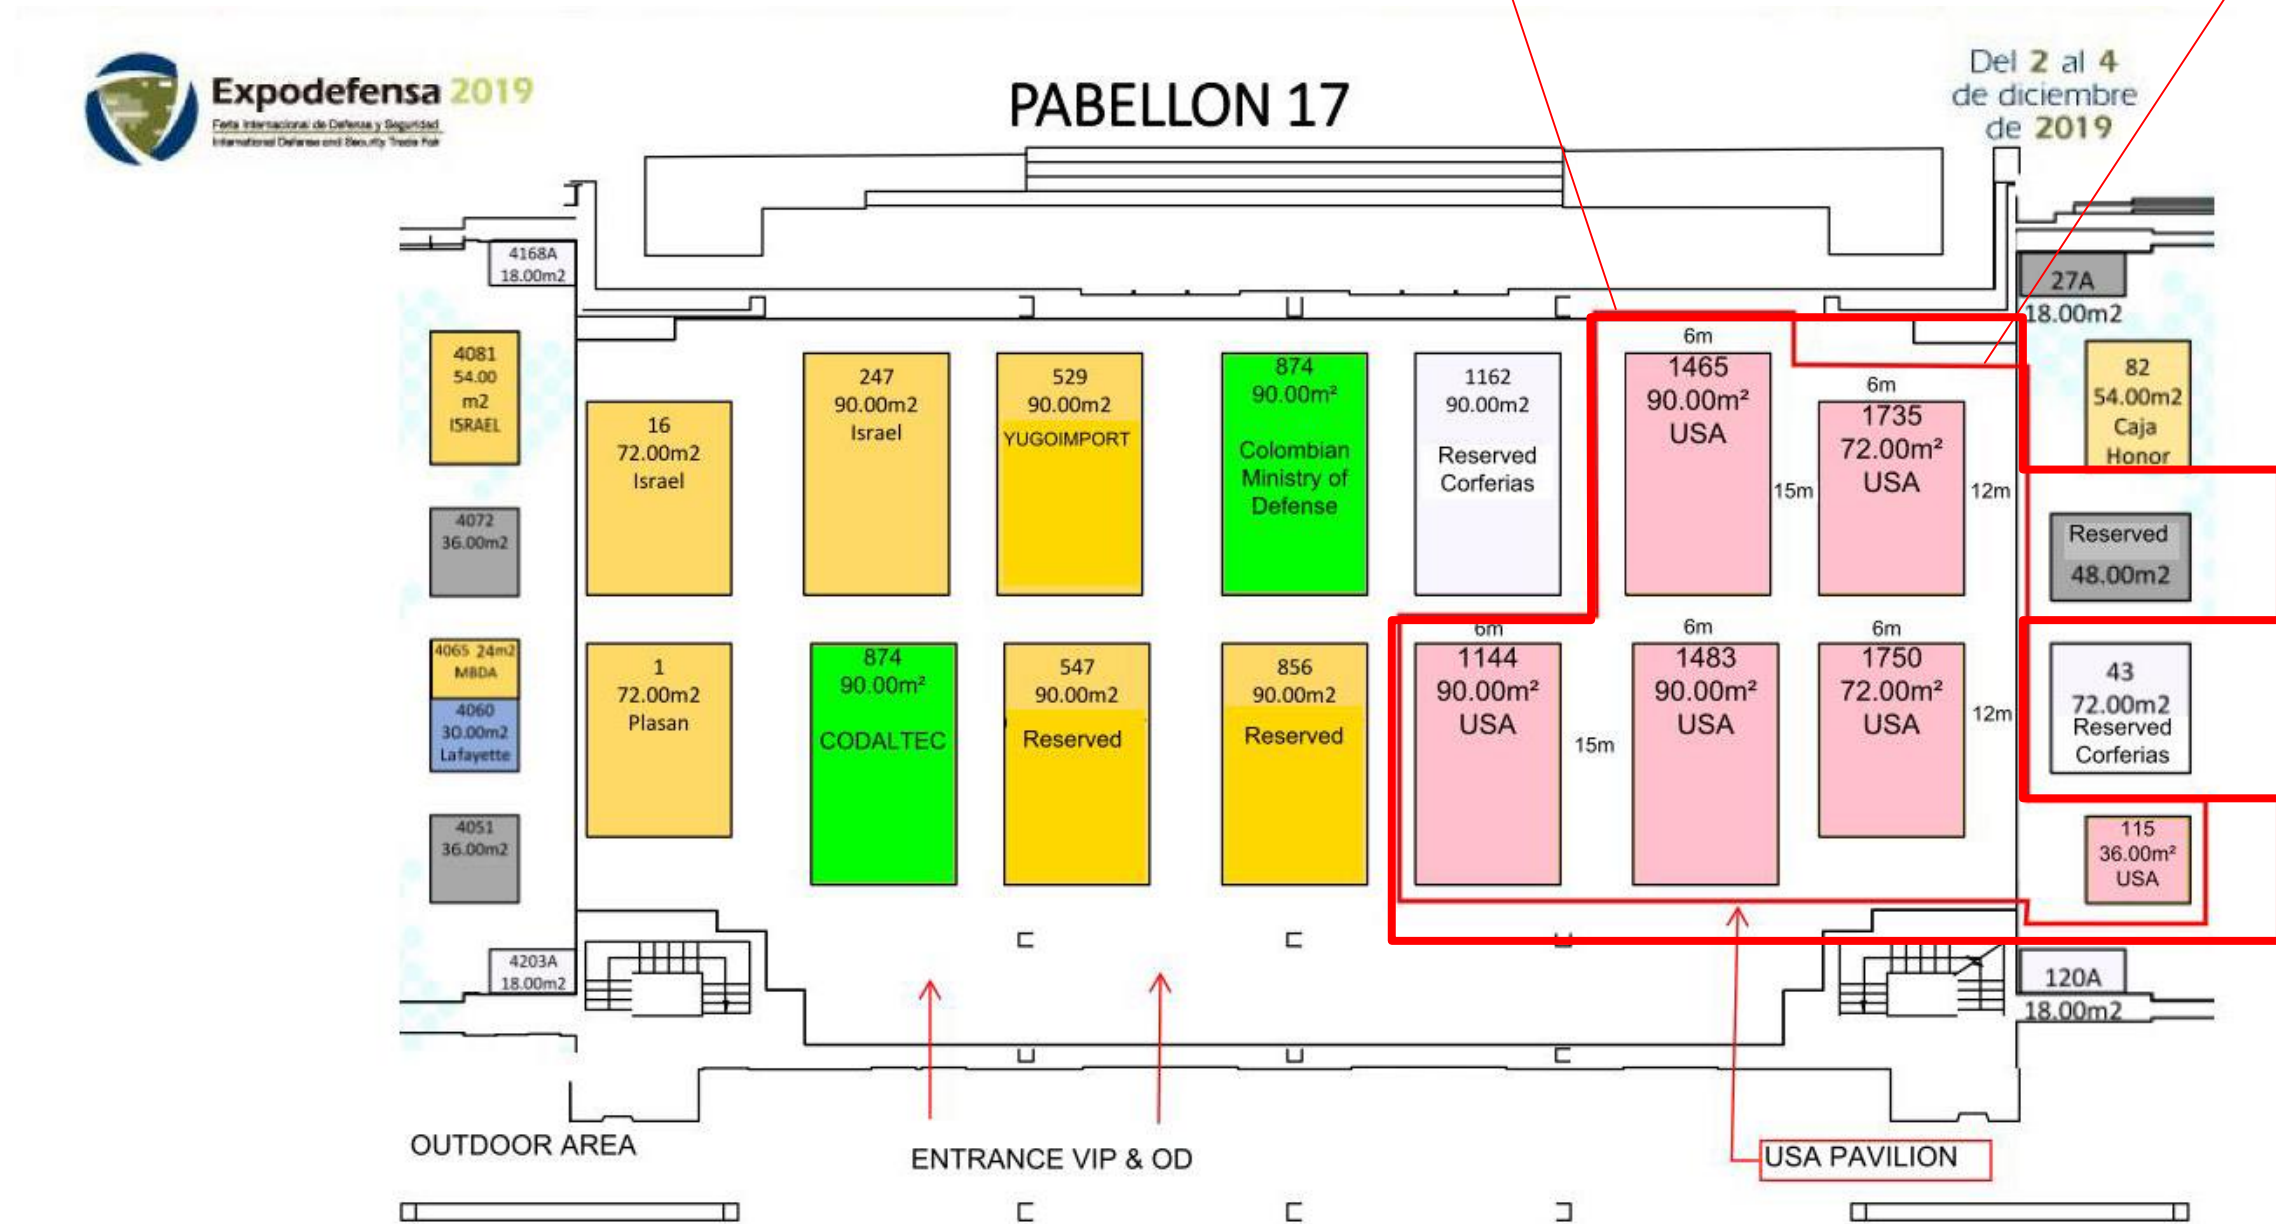 Expodefensa 2019
Feria Internacional de Defensa y Seguridad
International Defense and Security Trade Fair
PABELLON 17
Del 2 al 4
de diciembre
de 2019
4168A
18.00m2
27A
18.00m2
4081
54.00
m2
ISRAEL
16
72.00m2
Israel
247
90.00m2
Israel
529
90.00m2
YUGOIMPORT
874
90.00m²
Colombian
Ministry of
Defense
1162
90.00m2
Reserved
Corferias
6m
1465
90.00m²
USA
15m
6m
1735
72.00m²
USA
12m
82
54.00m2
Caja
Honor
4072
36.00m2
Reserved
48.00m2
4065 24m2
MBDA
4060
30.00m2
Lafayette
1
72.00m2
Plasan
874
90.00m²
CODALTEC
547
90.00m2
Reserved
856
90.00m2
Reserved
6m
1144
90.00m²
USA
15m
6m
1483
90.00m²
USA
6m
1750
72.00m²
USA
12m
43
72.00m2
Reserved
Corferias
4051
36.00m2
115
36.00m²
USA
4203A
18.00m2
120A
18.00m2
OUTDOOR AREA
ENTRANCE VIP & OD
USA PAVILION